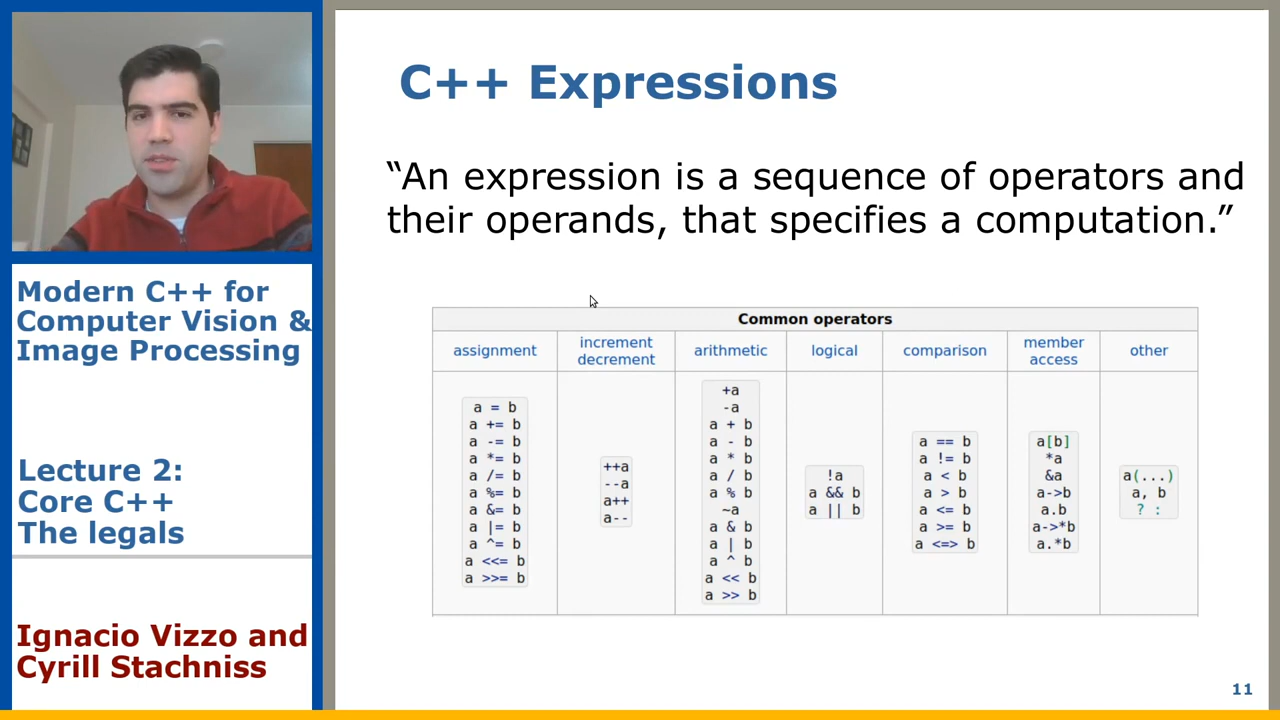 C++ Expressions
“An expression is a sequence of operators and
their operands, that specifies a computation.”
Common operators
assignment
increment
decrement
arithmetic
logical
comparison
member
access
other
a = b
a += b
a -= b
a *= b
a /= b
a %= b
a &= b
a |= b
a ^= b
a <<= b
a >>= b
++a
--a
a++
a--
+a
-a
a + b
a - b
a * b
a / b
a % b
~a
a & b
a | b
a ^ b
a << b
a >> b
!a
a && b
a || b
a == b
a != b
a < b
a > b
a <= b
a >= b
a <=> b
a[b]
*a
&a
a->b
a.b
a->*b
a.*b
a(...)
a, b
? :
Modern C++ for
Computer Vision &
Image Processing
Lecture 2:
Core C++
The legals
Ignacio Vizzo and
Cyrill Stachniss
11